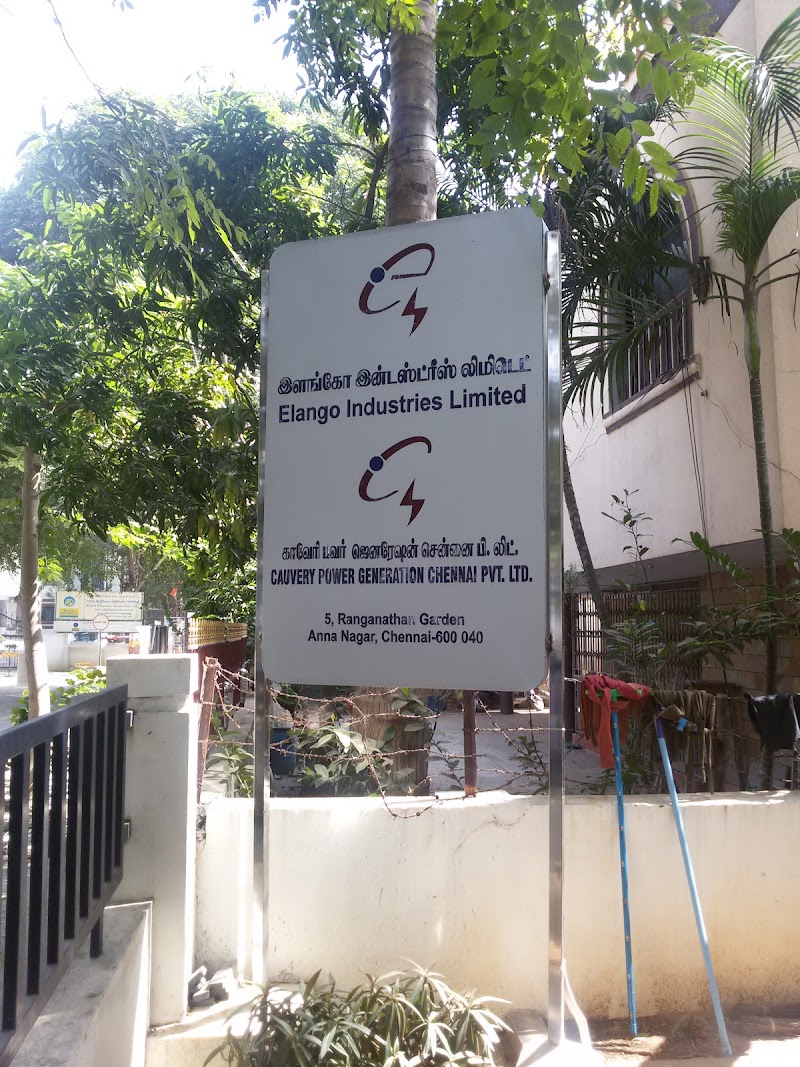 இளங்கோ இன்டஸ்ட்ரீஸ் லிமிடெட்
Elango Industries Limited
காவேரி பவர் ஜெனரேஷன் சென்னை பி. லிட்.
CAUVERY POWER GENERATION CHENNAI PVT. LTD.
5, Ranganathan Garden
Anna Nagar, Chennai-600 040